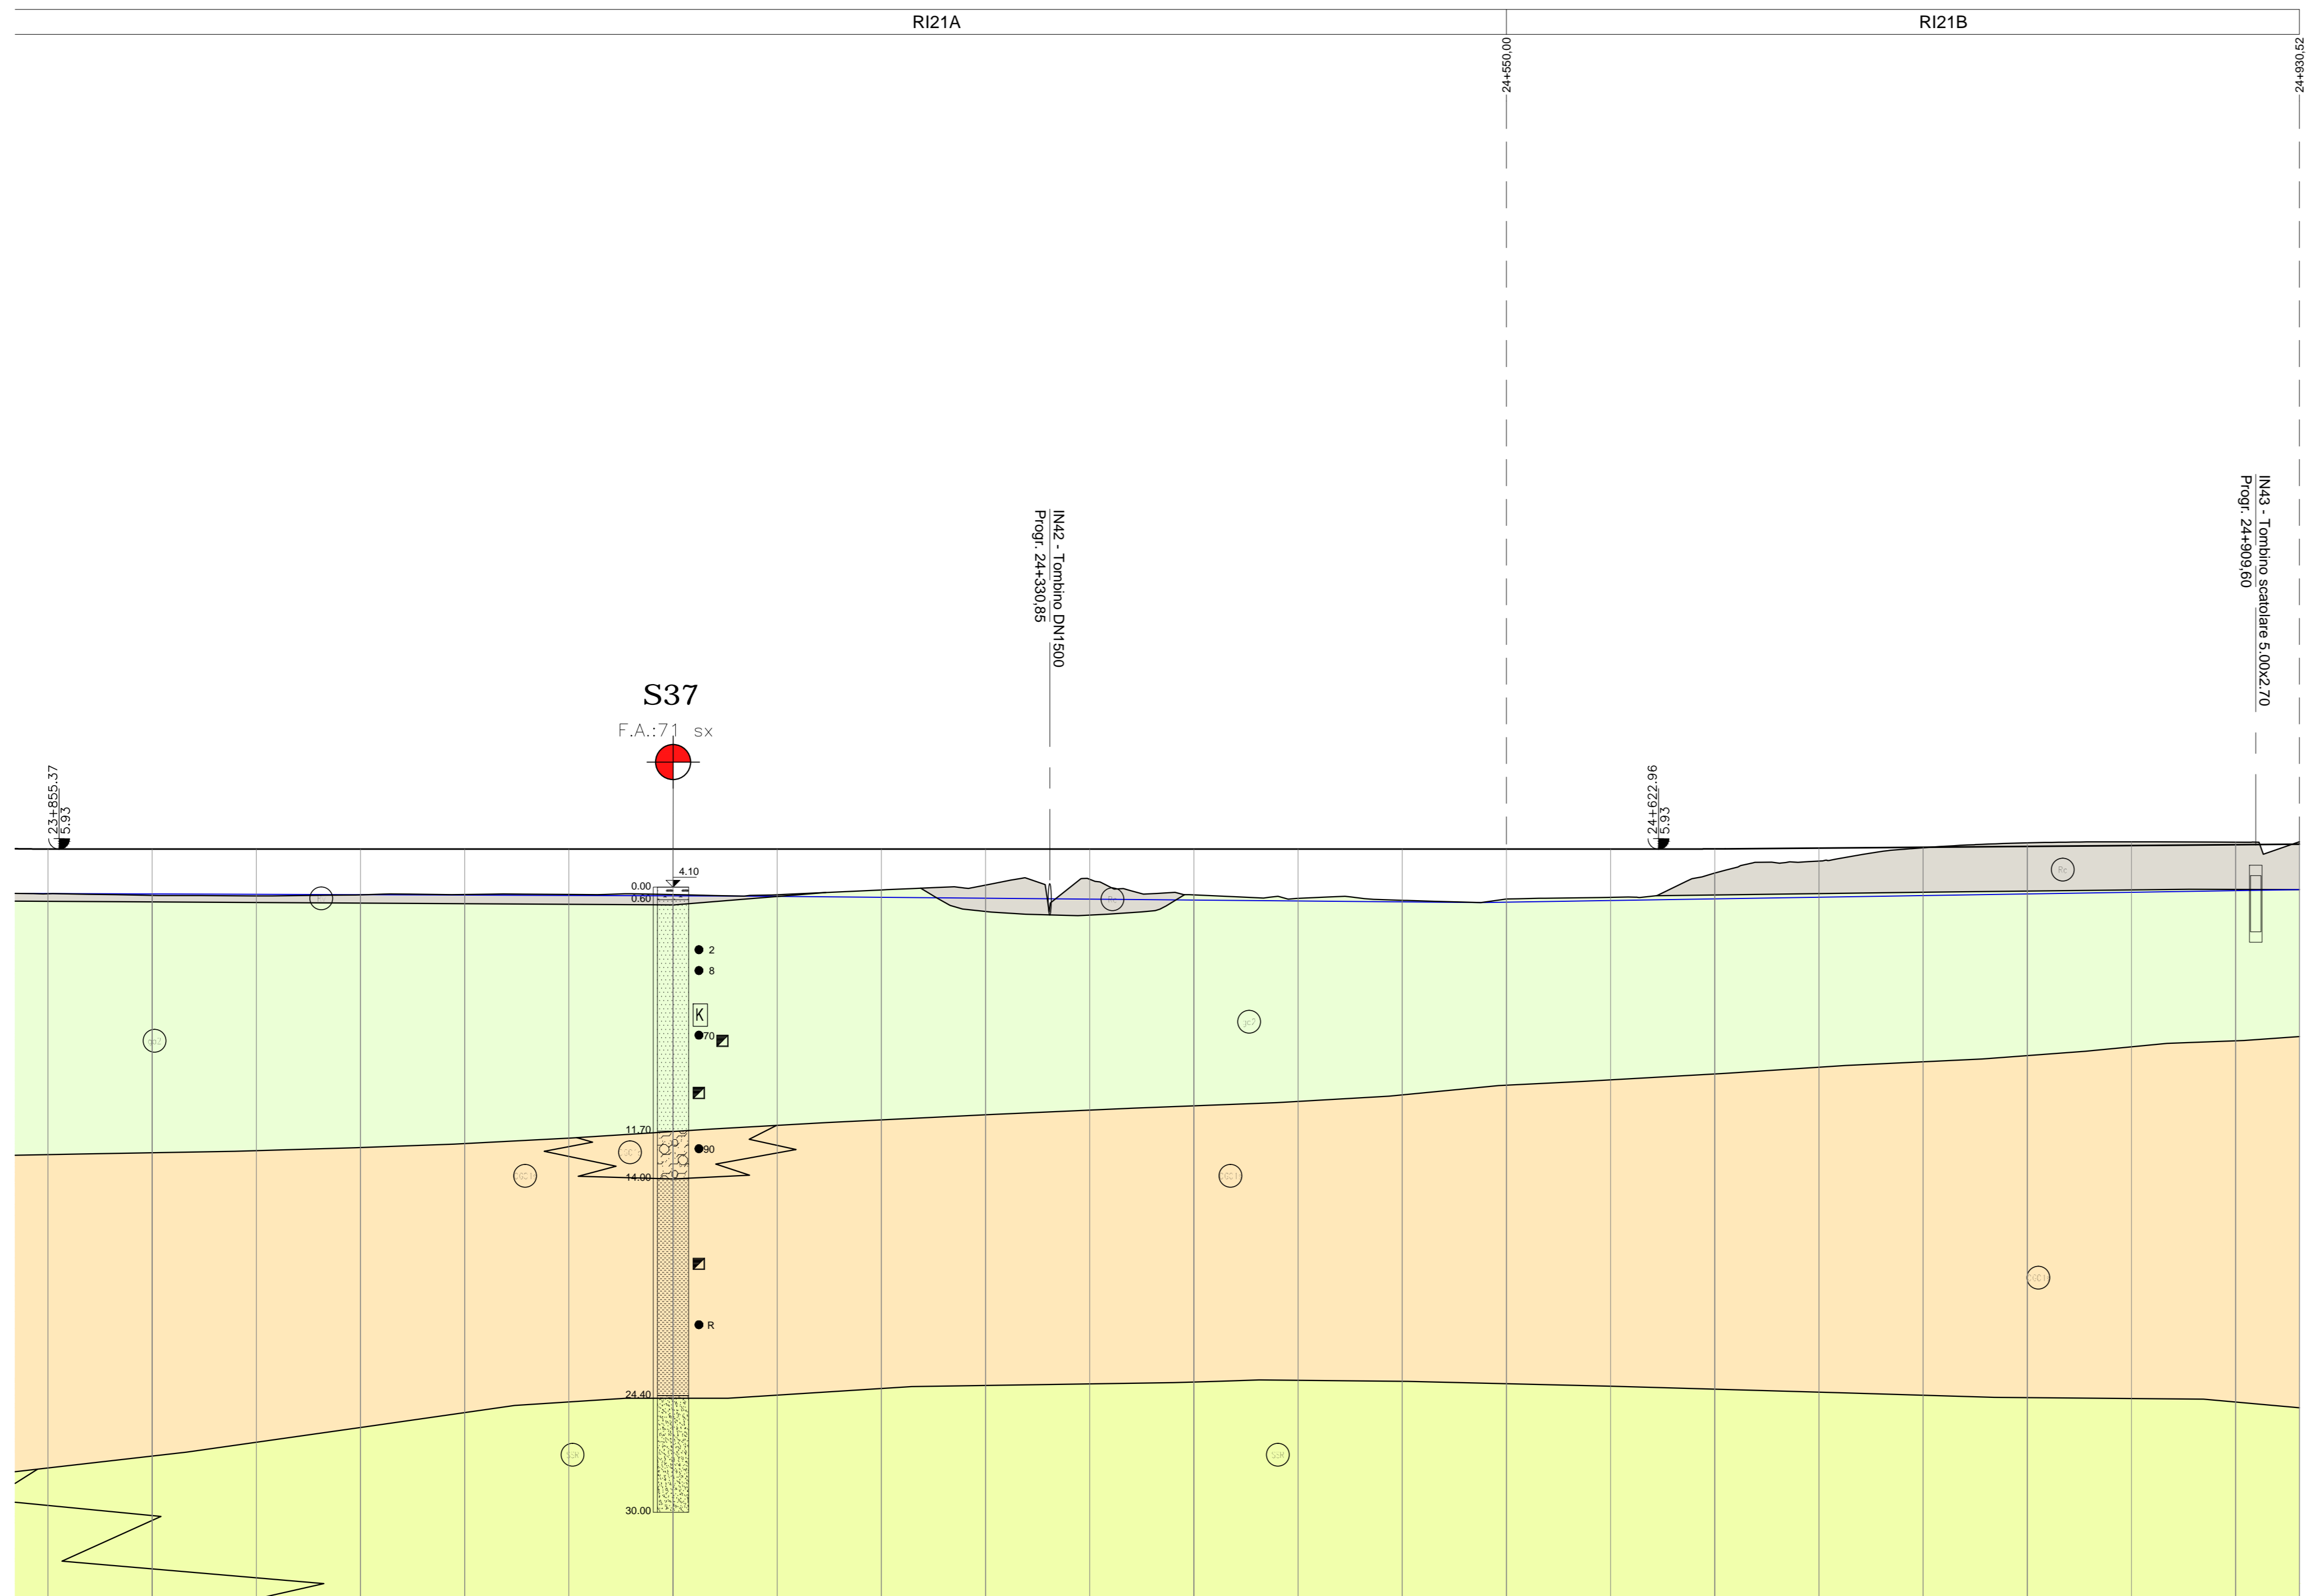 RI21A
RI21B
24+550,00
24+930,52
IN42 - Tombino DN1500
Progr. 24+330,85
IN43 - Tombino scatolare 5.00x2.70
Progr. 24+909,60
S37
F.A.:71 sx
23+855.37
5.93
24+622.96
5.93
4.10
0.00
0.60
2
8
K
70
11.70
90
14.00
R
24.40
30.00